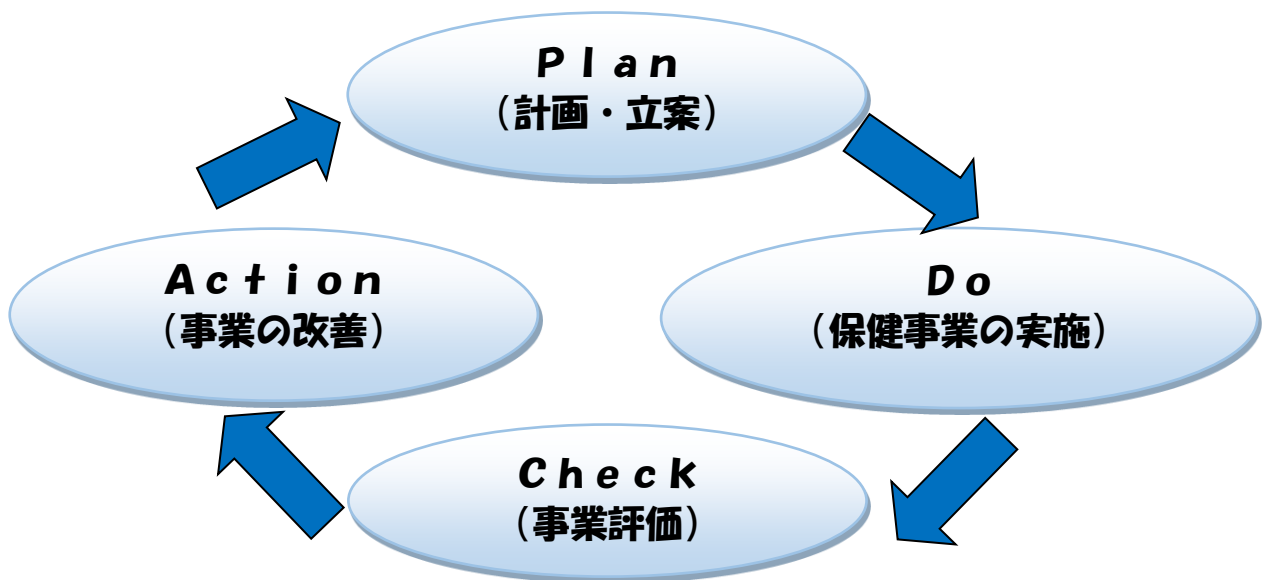 Plan
（計画・立案）
Action
（事業の改善）
Do
（保健事業の実施）
Check
（事業評価）